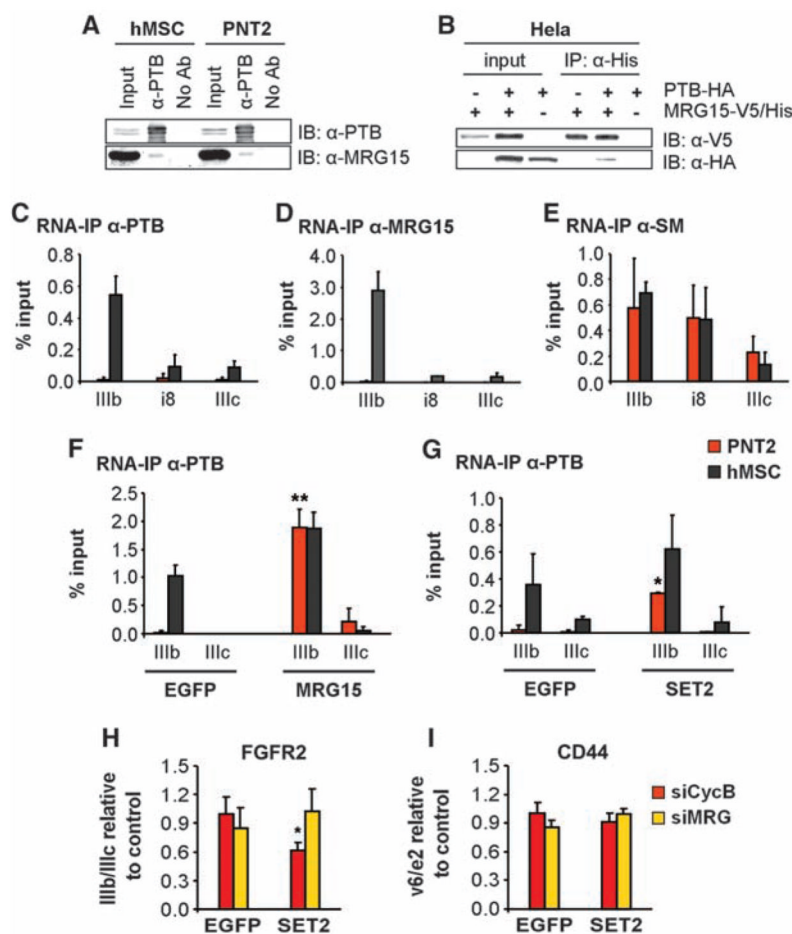 A
hMSC PNT2
Input α-PTB No Ab Input α-PTB No Ab
IB: α-PTB
IB: α-MRG15
B
Hela
input IP: α-His
- + + - + + PTB-HA
+ + - + + - MRG15-V5/His
IB: α-V5
IB: α-HA
C
RNA-IP α-PTB
% input
0.8
0.6
0.4
0.2
0.0
IIIb i8 IIIc
D
RNA-IP α-MRG15
% input
4.0
3.0
2.0
1.0
0.0
IIIb i8 IIIc
E
RNA-IP α-SM
% input
1.0
0.8
0.6
0.4
0.2
0.0
IIIb i8 IIIc
PNT2
hMSC
F
RNA-IP α-PTB
% input
2.5
2.0
1.5
1.0
0.5
0.0
**
IIIb IIIc IIIb IIIc
EGFP MRG15
G
RNA-IP α-PTB
% input
1.0
0.8
0.6
0.4
0.2
0.0
*
IIIb IIIc IIIb IIIc
EGFP SET2
H
FGFR2
IIIb/IIIc relative
to control
1.5
1.2
0.9
0.6
0.3
0.0
*
EGFP SET2
I
CD44
v6/e2 relative
to control
1.5
1.2
0.9
0.6
0.3
0.0
EGFP SET2
siCycB
siMRG